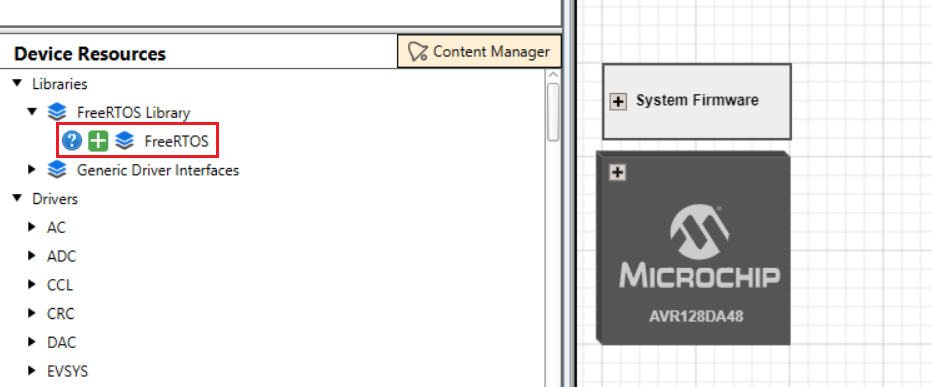 Device Resources
Content Manager
Libraries
FreeRTOS Library
? FreeRTOS
Generic Driver Interfaces
Drivers
AC
ADC
CCL
CRC
DAC
EVSYS
System Firmware
MICROCHIP
AVR128DA48